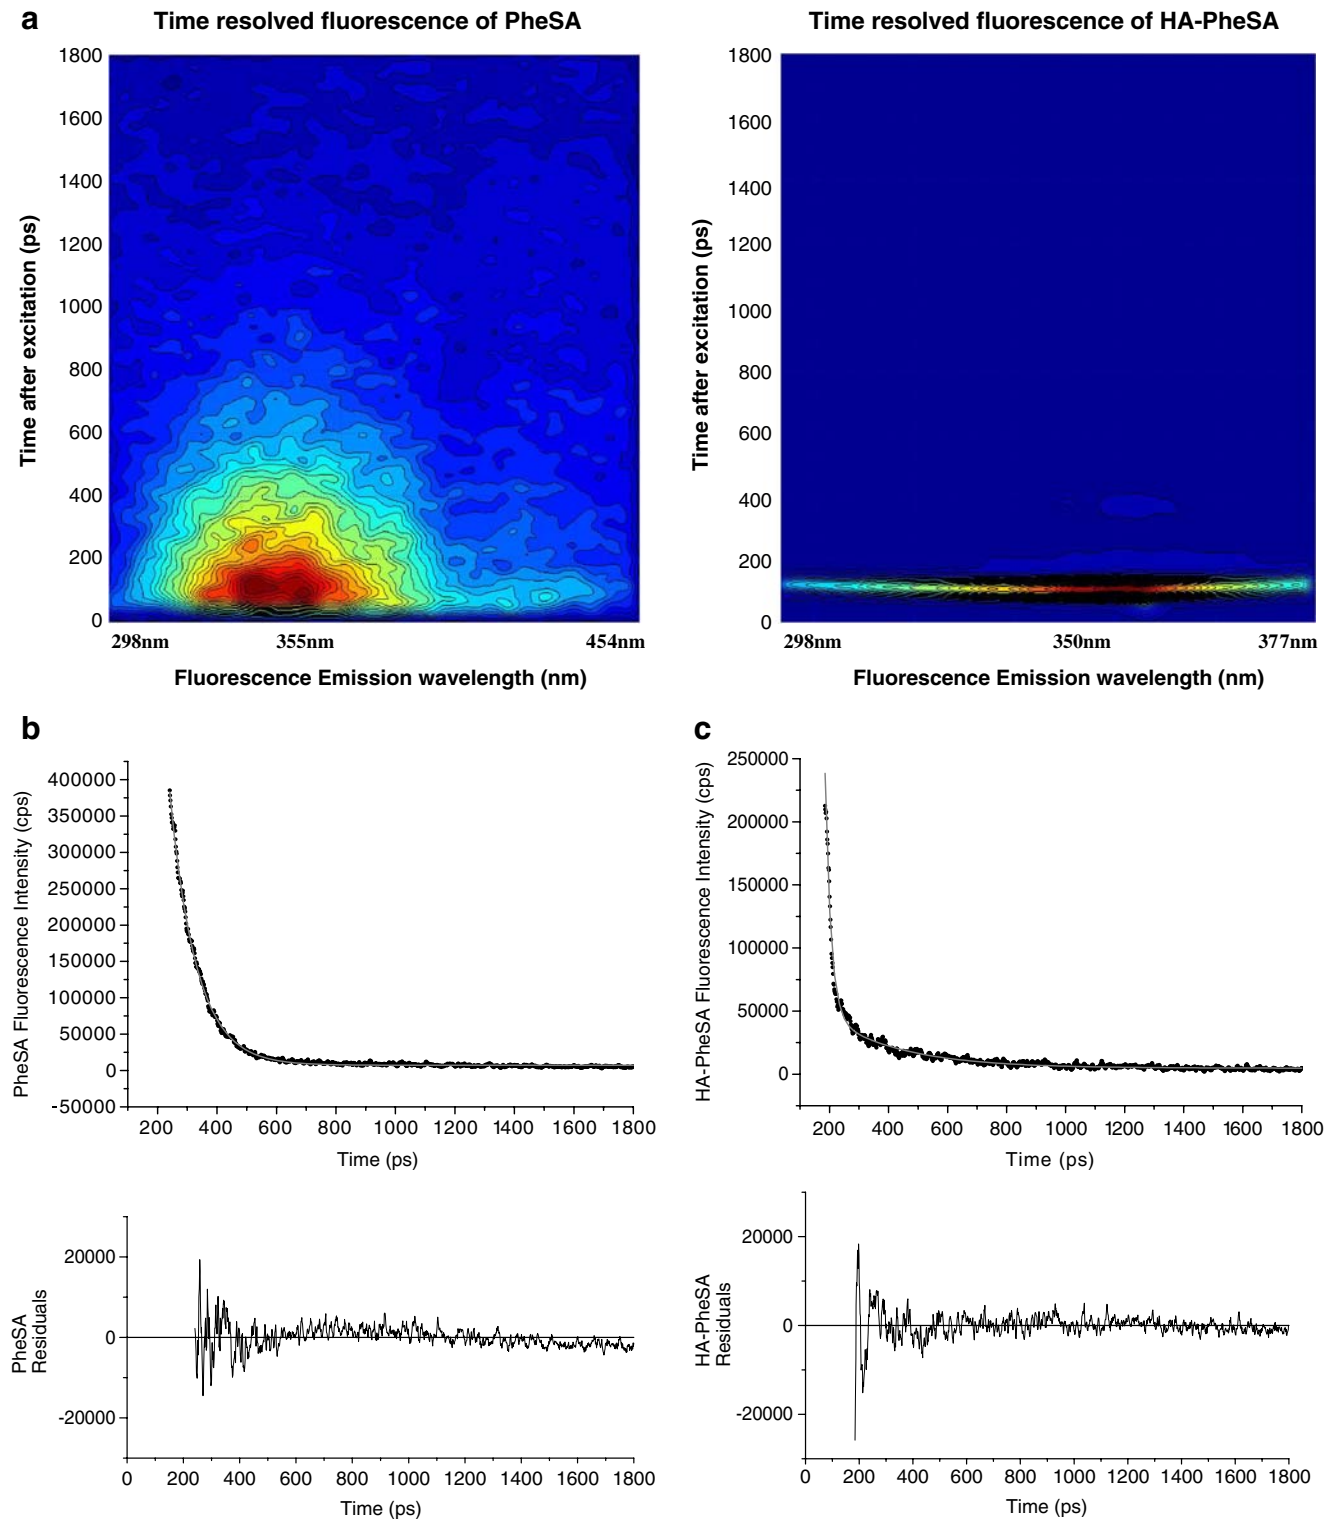 a
Time resolved fluorescence of PheSA
Time resolved fluorescence of HA-PheSA
Time after excitation (ps)
1800
1600
1400
1200
1000
800
600
400
200
0
298nm 355nm 454nm
Fluorescence Emission wavelength (nm)
Time after excitation (ps)
1800
1600
1400
1200
1000
800
600
400
200
0
298nm 350nm 377nm
Fluorescence Emission wavelength (nm)
b
PheSA Fluorescence Intensity (cps)
400000
350000
300000
250000
200000
150000
100000
50000
0
-50000
200 400 600 800 1000 1200 1400 1600 1800
Time (ps)
PheSA
Residuals
20000
0
-20000
0 200 400 600 800 1000 1200 1400 1600 1800
Time (ps)
c
HA-PheSA Fluorescence Intensity (cps)
250000
200000
150000
100000
50000
0
200 400 600 800 1000 1200 1400 1600 1800
Time (ps)
HA-PheSA
Residuals
20000
0
-20000
0 200 400 600 800 1000 1200 1400 1600 1800
Time (ps)